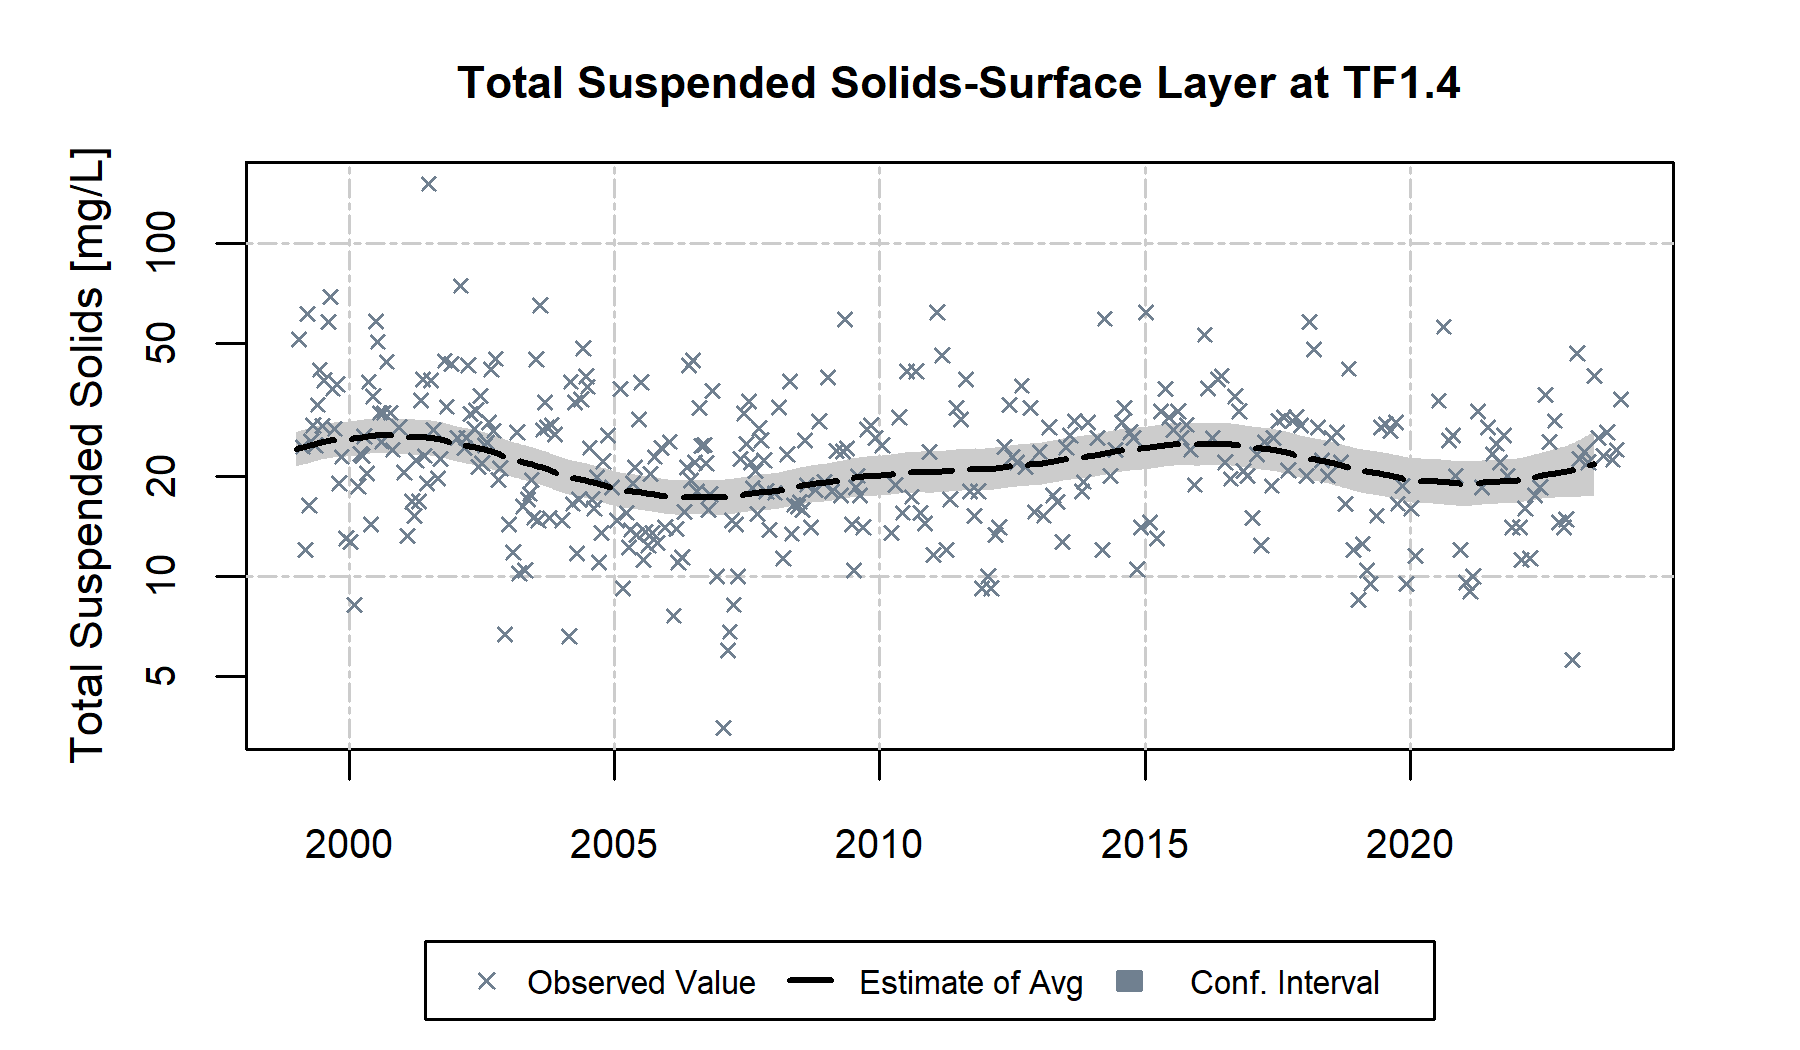 Total Suspended Solids-Surface Layer at TF1.4
Total Suspended Solids [mg/L]
100
50
20
10
5
2000 2005 2010 2015 2020
Observed Value Estimate of Avg Conf. Interval